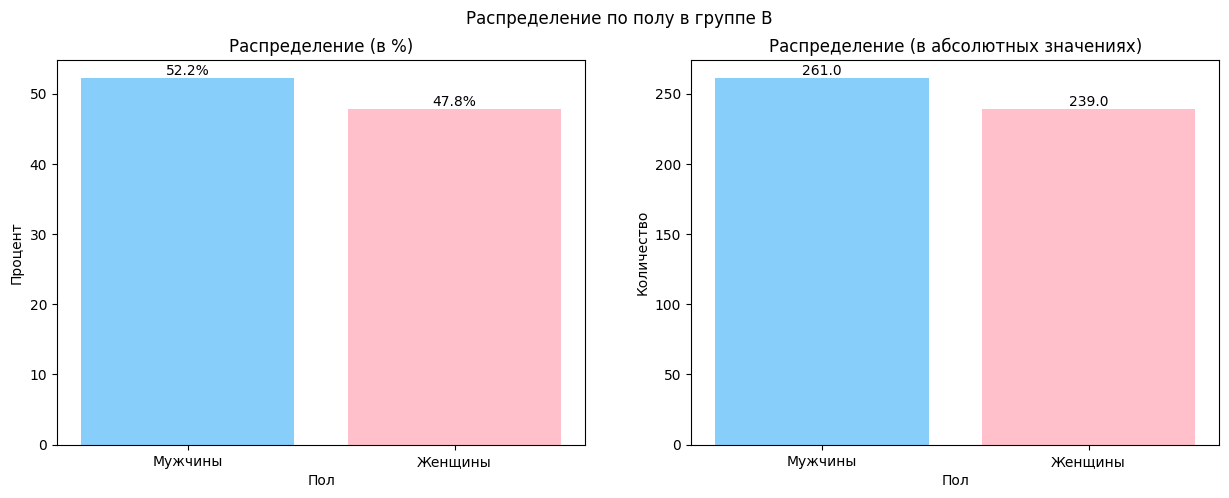 Распределение по полу в группе B
Распределение (в %)
52.2%
47.8%
50
40
30
20
10
0
Процент
Мужчины
Женщины
Пол
Распределение (в абсолютных значениях)
261.0
239.0
250
200
150
100
50
0
Количество
Мужчины
Женщины
Пол